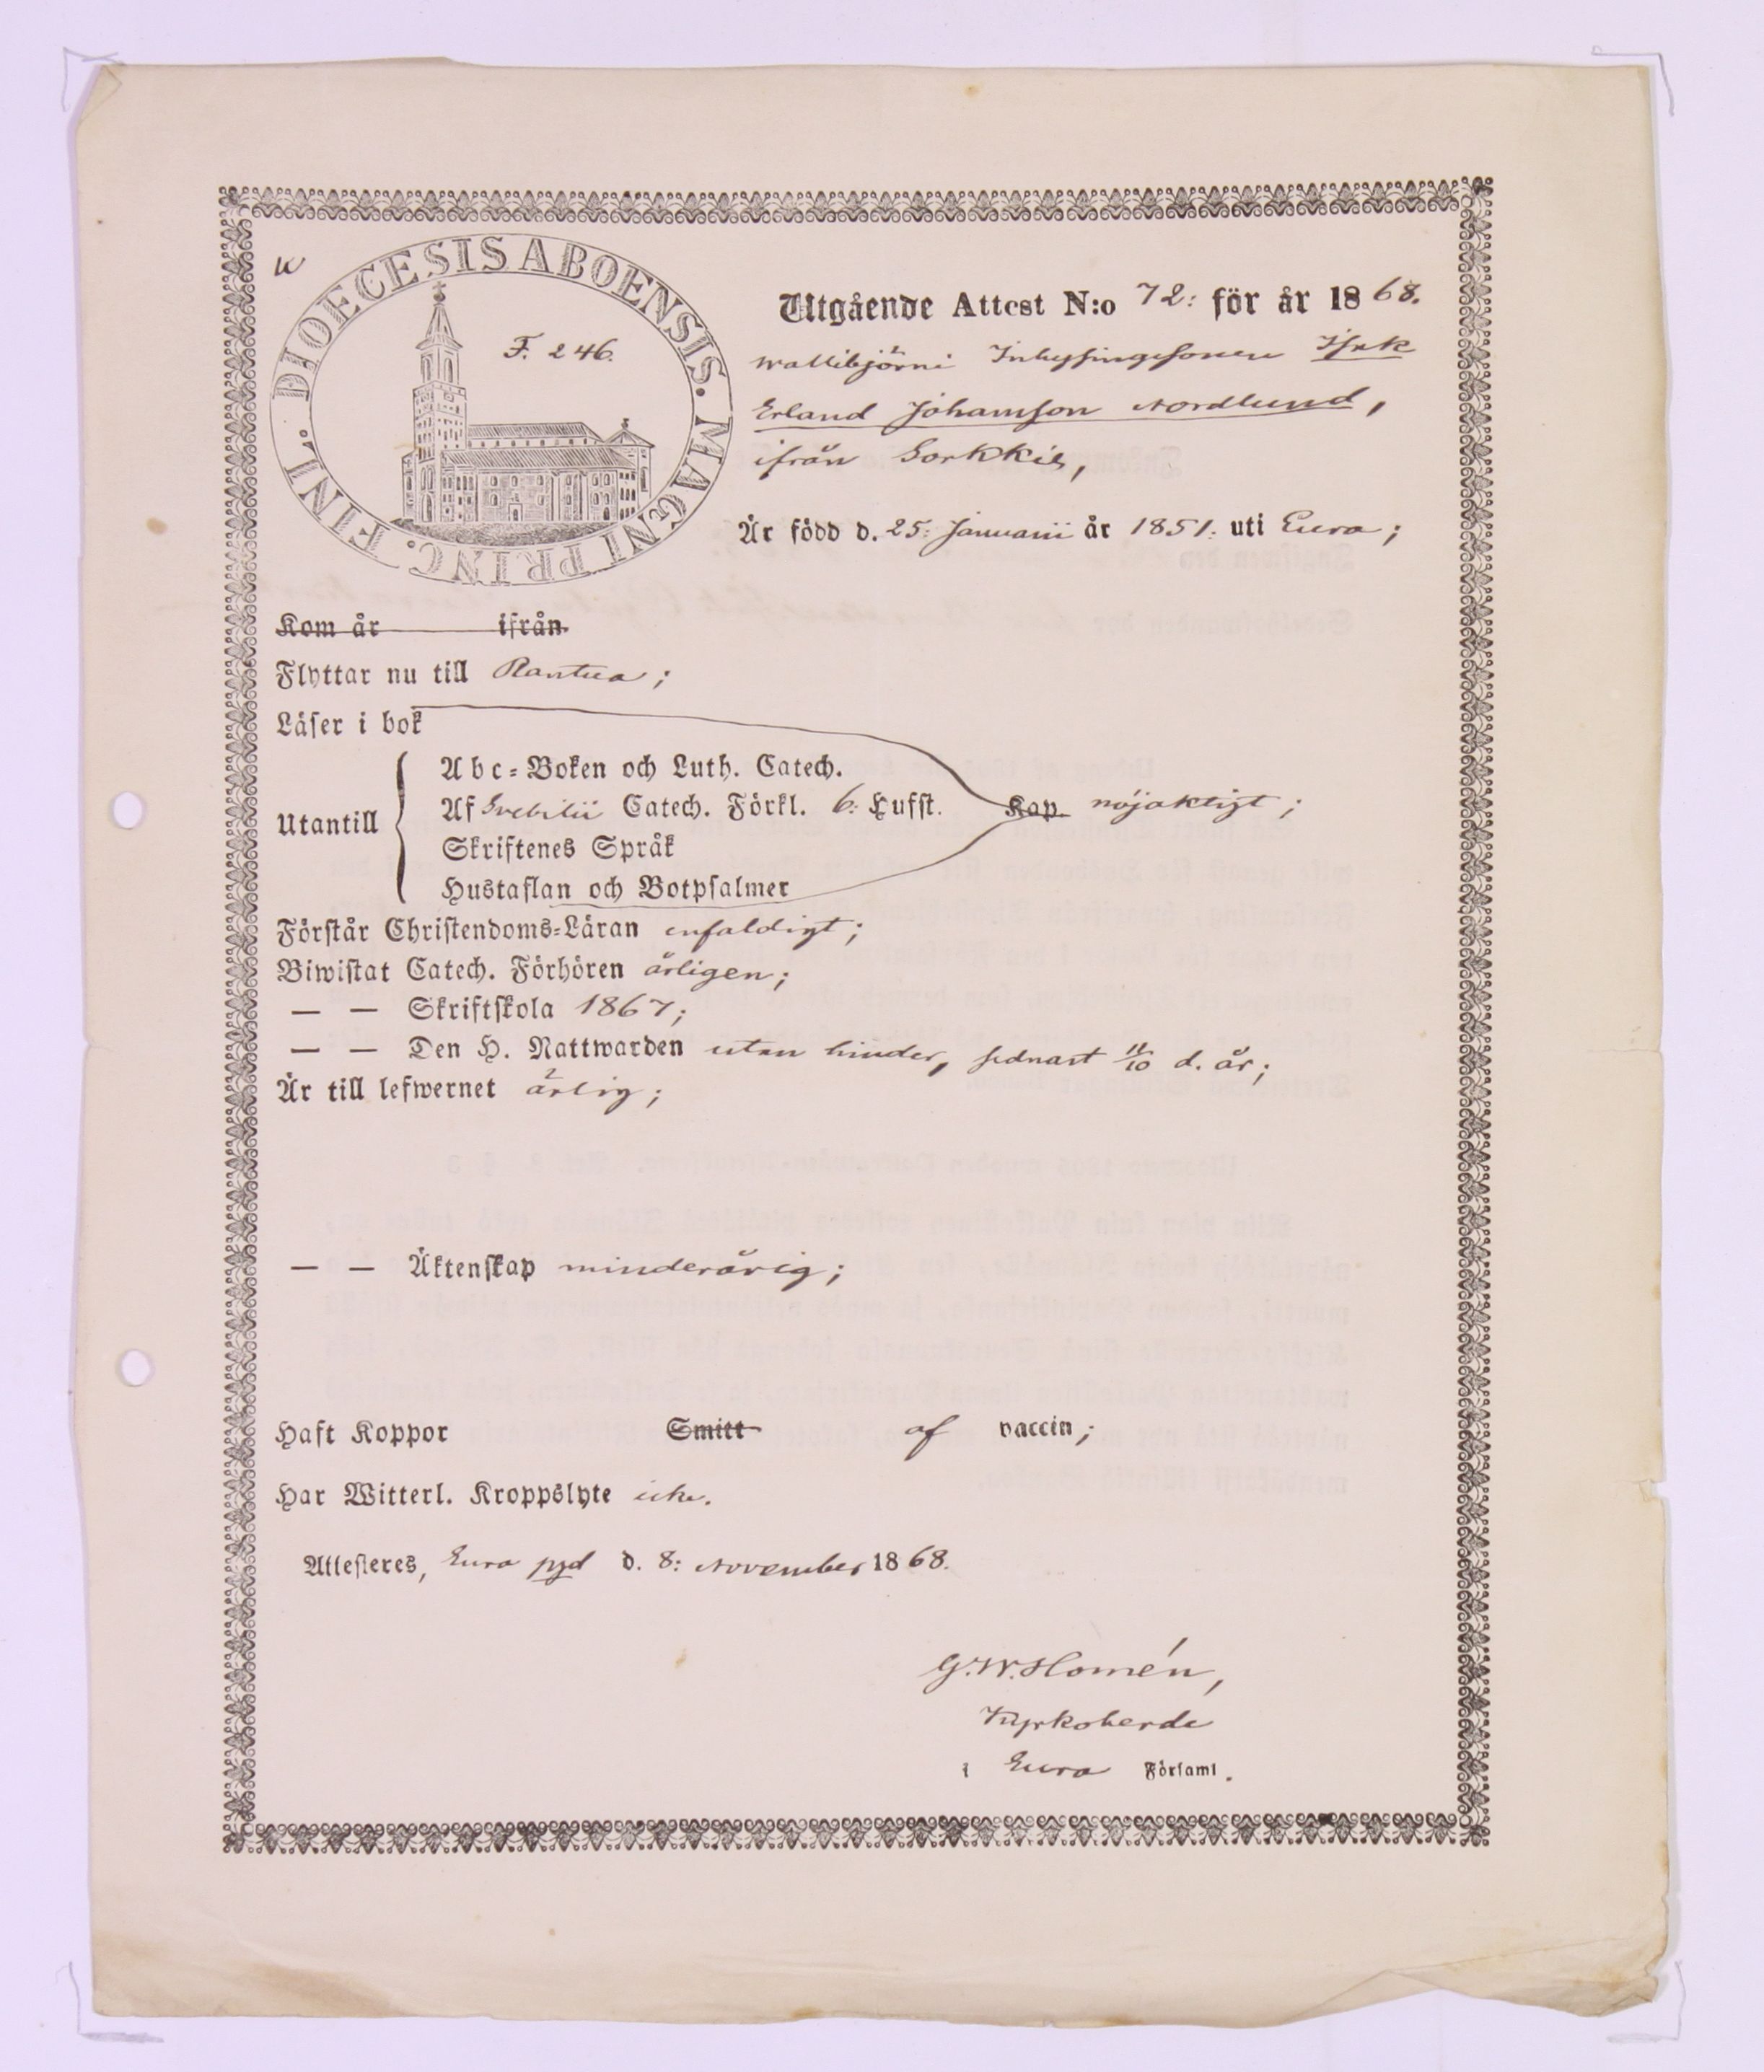 w
DIOECESIS ABOENSIS. MAGNI PRINC. FINL.
F. 246.
Utgående Attest N:o 72: för år 1868.
Wallibjörni Inhysingesonen Isak
Erland Johansson Nordlund,
ifrån Sorkkis,
Är född d. 25: Januarii år 1851: uti Eura;
Kom år ifrån
Flyttar nu till Rantua;
Läser i bok
Utantill
Abc-Boken och Luth. Catech.
Af Svebilii Catech. Förkl. 6: Hufst. Kap. nöjaktigt;
Skriftenes Språk
Hustaflan och Botpsalmer
Förstår Christendoms-Läran enfaldigt;
Biwistat Catech. Förhören årligen;
— — Skriftskola 1867;
— — Den H. Nattwarden utan hinder, sednast 11/10 d. år;
Är till lefwernet ärlig;
— — Äktenskap minderårig;
Haft Koppor Smitt af vaccin;
Har Witterl. Kroppslyte icke.
Attesteres, Eura pgd d. 8: November 1868.
G. W. Homén,
Kyrkoherde
i Eura Församl.